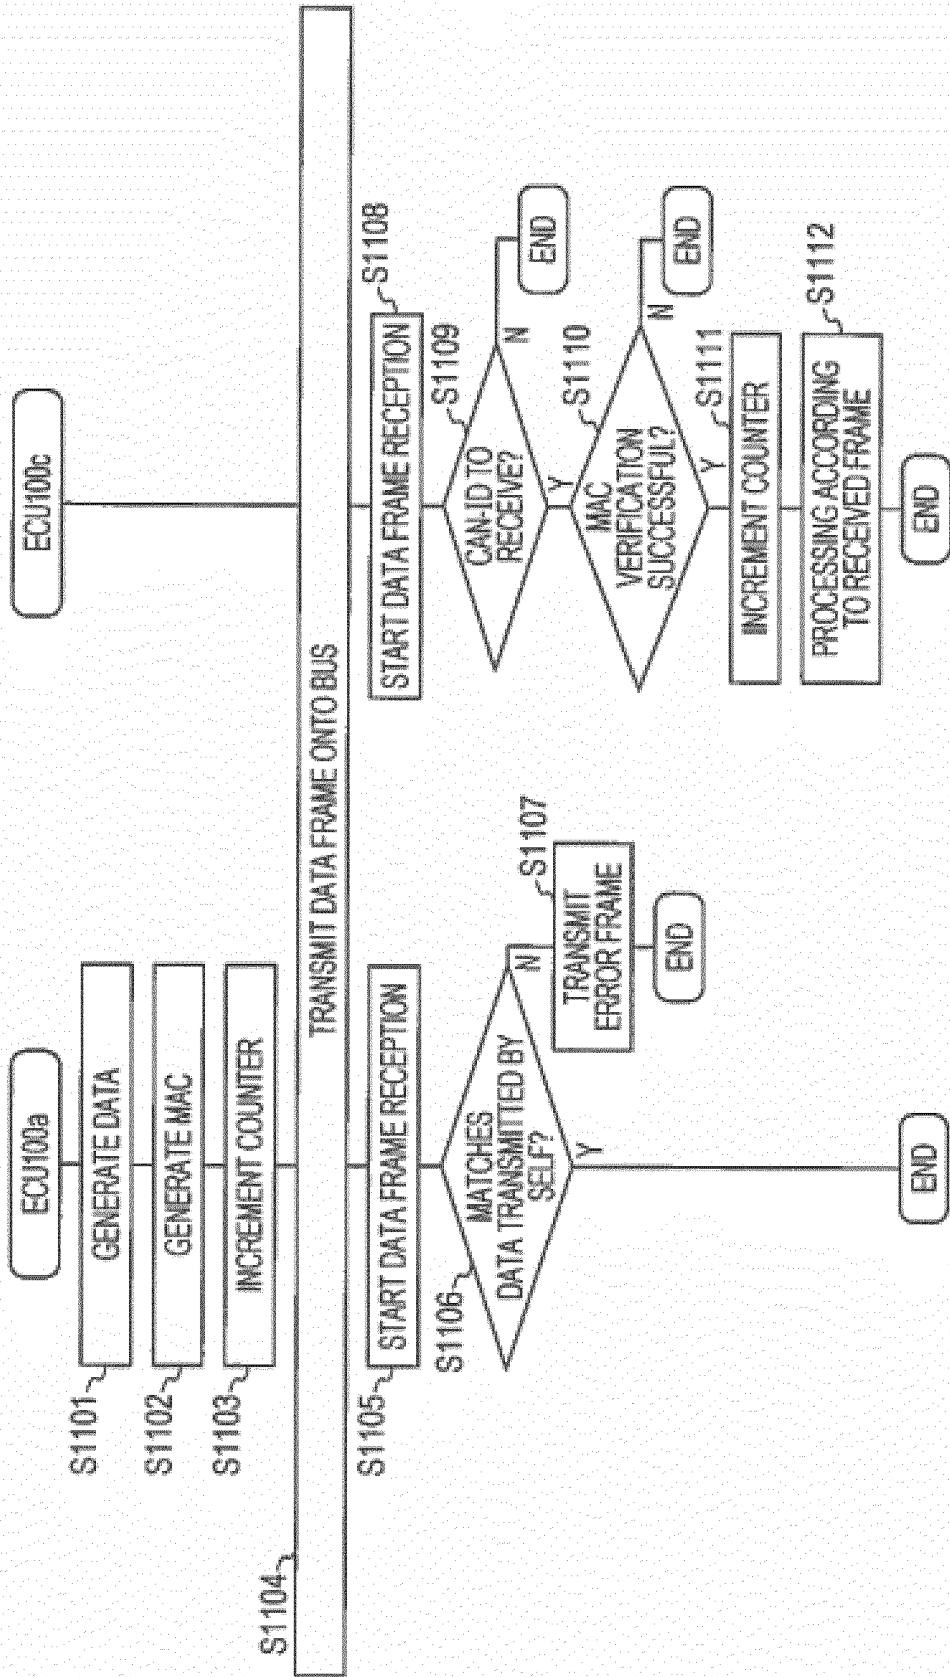 ECU100a
S1101
GENERATE DATA
S1102
GENERATE MAC
S1103
INCREMENT COUNTER
ECU100c
S1104
TRANSMIT DATA FRAME ONTO BUS
S1105
START DATA FRAME RECEPTION
S1106
MATCHES
DATA TRANSMITTED BY
SELF?
N
S1107
TRANSMIT
ERROR FRAME
END
Y
END
START DATA FRAME RECEPTION
S1108
S1109
CAN-ID TO
RECEIVE?
N
END
Y
S1110
MAC
VERIFICATION
SUCCESSFUL?
N
END
Y
S1111
INCREMENT COUNTER
S1112
PROCESSING ACCORDING
TO RECEIVED FRAME
END